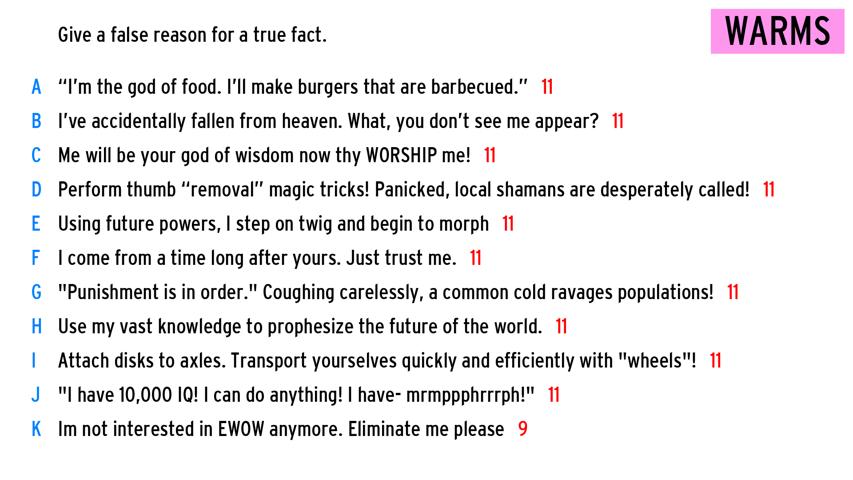 Give a false reason for a true fact.
WARMS
A “I’m the god of food. I’ll make burgers that are barbecued.” 11
B I’ve accidentally fallen from heaven. What, you don’t see me appear? 11
C Me will be your god of wisdom now thy WORSHIP me! 11
D Perform thumb “removal” magic tricks! Panicked, local shamans are desperately called! 11
E Using future powers, I step on twig and begin to morph 11
F I come from a time long after yours. Just trust me. 11
G "Punishment is in order." Coughing carelessly, a common cold ravages populations! 11
H Use my vast knowledge to prophesize the future of the world. 11
I Attach disks to axles. Transport yourselves quickly and efficiently with "wheels"! 11
J "I have 10,000 IQ! I can do anything! I have- mrmppphrrrph!" 11
K Im not interested in EWOW anymore. Eliminate me please 9